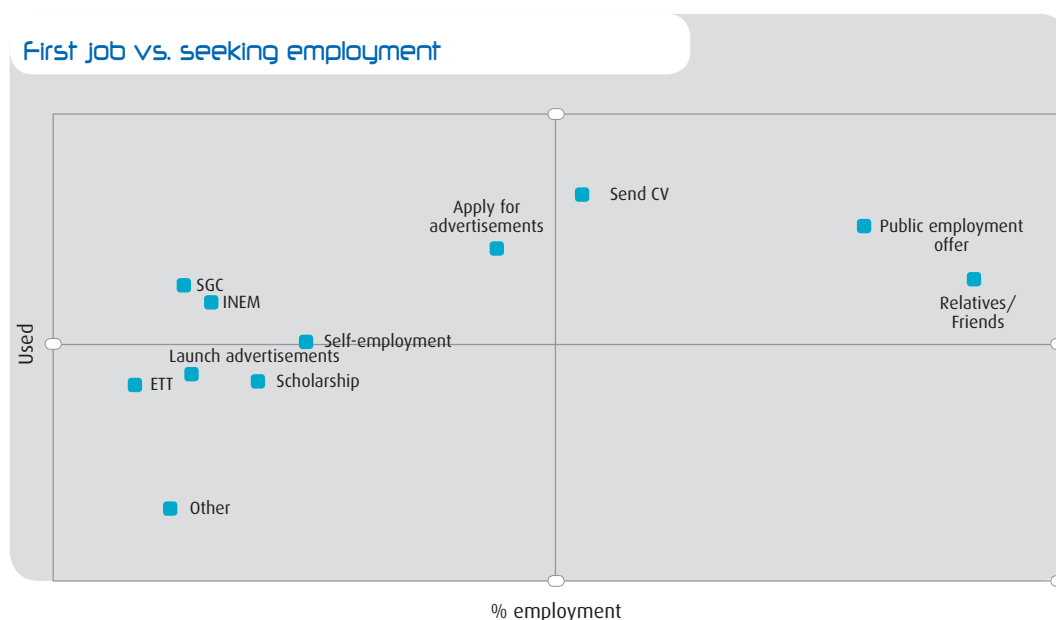 First job vs. seeking employment
Send CV
Apply for
advertisements
Public employment
offer
SGC
INEM
Relatives/
Friends
Used
Self-employment
Launch advertisements
ETT
Scholarship
Other
% employment